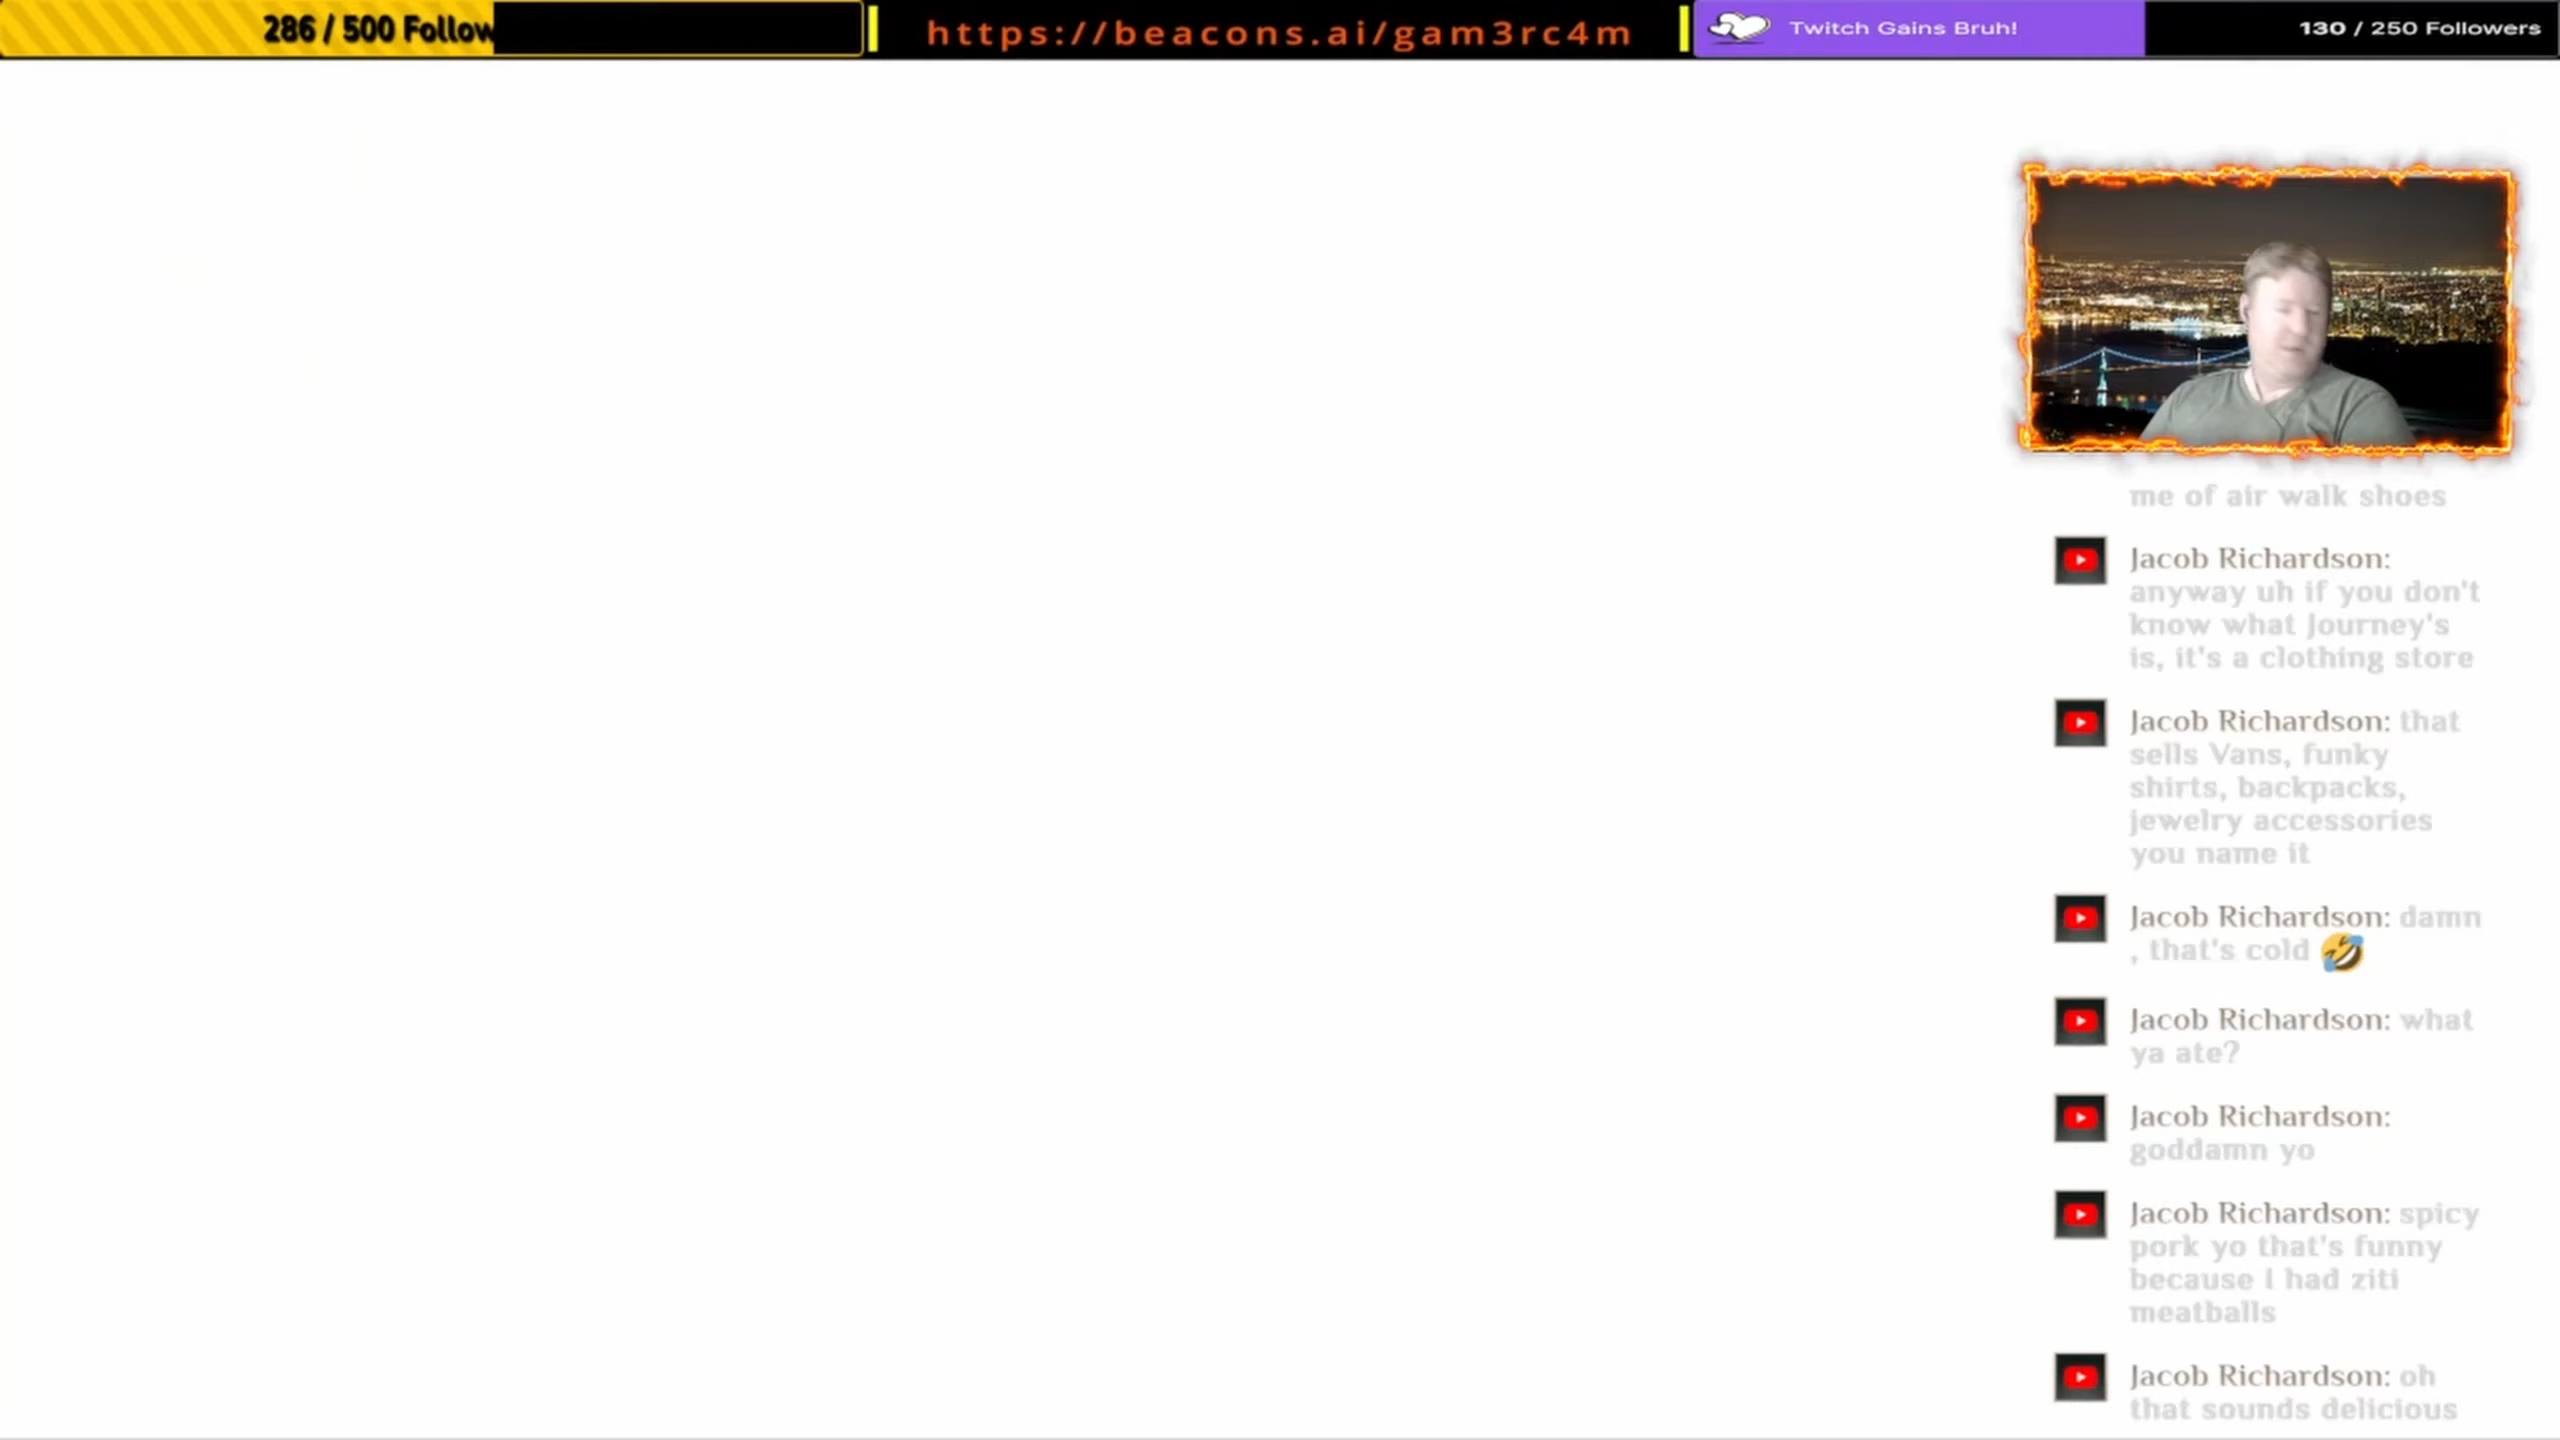 286 / 500 Follow
https://beacons.ai/gam3rc4m
Twitch Gains Bruh!
130 / 250 Followers
me of air walk shoes
Jacob Richardson:
anyway uh if you don't
know what Journey's
is, it's a clothing store
Jacob Richardson: that
sells Vans, funky
shirts, backpacks,
jewelry accessories
you name it
Jacob Richardson: damn
, that's cold 🤣
Jacob Richardson: what
ya ate?
Jacob Richardson:
goddamn yo
Jacob Richardson: spicy
pork yo that's funny
because I had ziti
meatballs
Jacob Richardson: oh
that sounds delicious